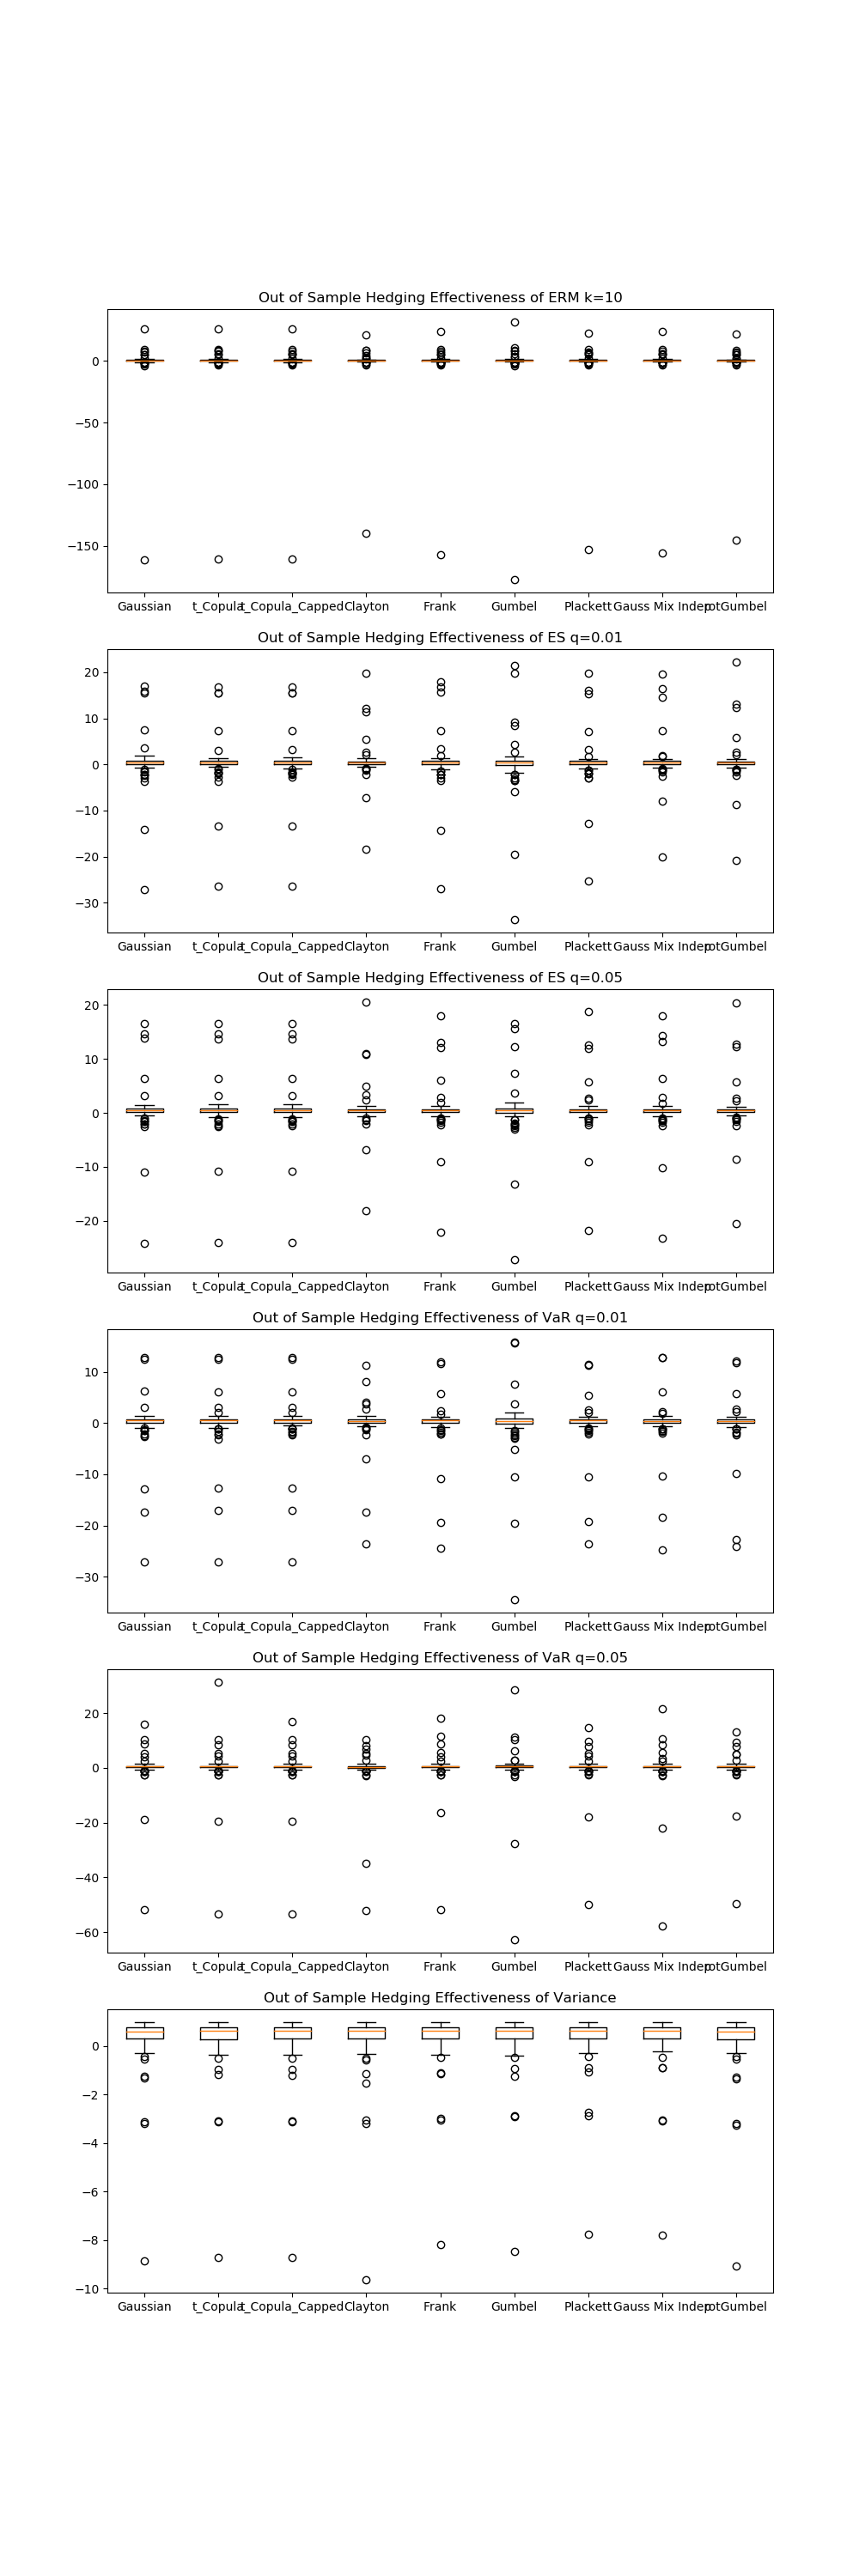 Out of Sample Hedging Effectiveness of ERM k=10
0
−50
−100
−150
Gaussian t_Copula t_Copula_Capped Clayton Frank Gumbel Plackett Gauss Mix Indep rotGumbel
Out of Sample Hedging Effectiveness of ES q=0.01
20
10
0
−10
−20
−30
Gaussian t_Copula t_Copula_Capped Clayton Frank Gumbel Plackett Gauss Mix Indep rotGumbel
Out of Sample Hedging Effectiveness of ES q=0.05
20
10
0
−10
−20
Gaussian t_Copula t_Copula_Capped Clayton Frank Gumbel Plackett Gauss Mix Indep rotGumbel
Out of Sample Hedging Effectiveness of VaR q=0.01
10
0
−10
−20
−30
Gaussian t_Copula t_Copula_Capped Clayton Frank Gumbel Plackett Gauss Mix Indep rotGumbel
Out of Sample Hedging Effectiveness of VaR q=0.05
20
0
−20
−40
−60
Gaussian t_Copula t_Copula_Capped Clayton Frank Gumbel Plackett Gauss Mix Indep rotGumbel
Out of Sample Hedging Effectiveness of Variance
0
−2
−4
−6
−8
−10
Gaussian t_Copula t_Copula_Capped Clayton Frank Gumbel Plackett Gauss Mix Indep rotGumbel